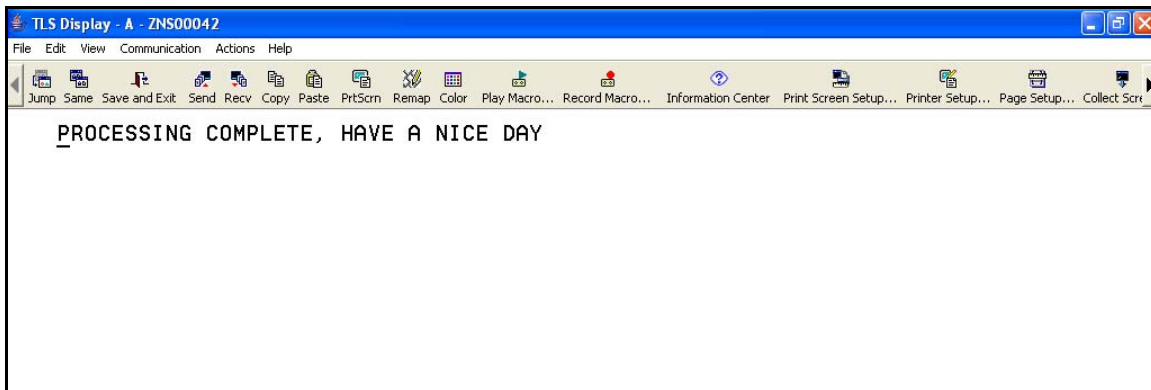 TLS Display - A - ZNS00042
File Edit View Communication Actions Help
Jump Same Save and Exit Send Recv Copy Paste PrtScrn Remap Color Play Macro... Record Macro... Information Center Print Screen Setup... Printer Setup... Page Setup... Collect Scre
PROCESSING COMPLETE, HAVE A NICE DAY